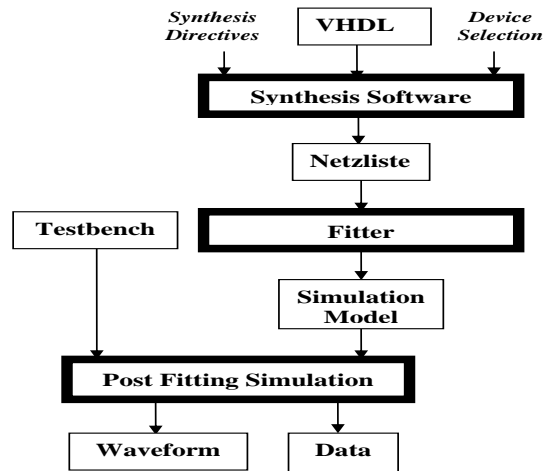 Synthesis
Directives
VHDL
Device
Selection
Synthesis Software
Netzliste
Testbench
Fitter
Simulation
Model
Post Fitting Simulation
Waveform
Data